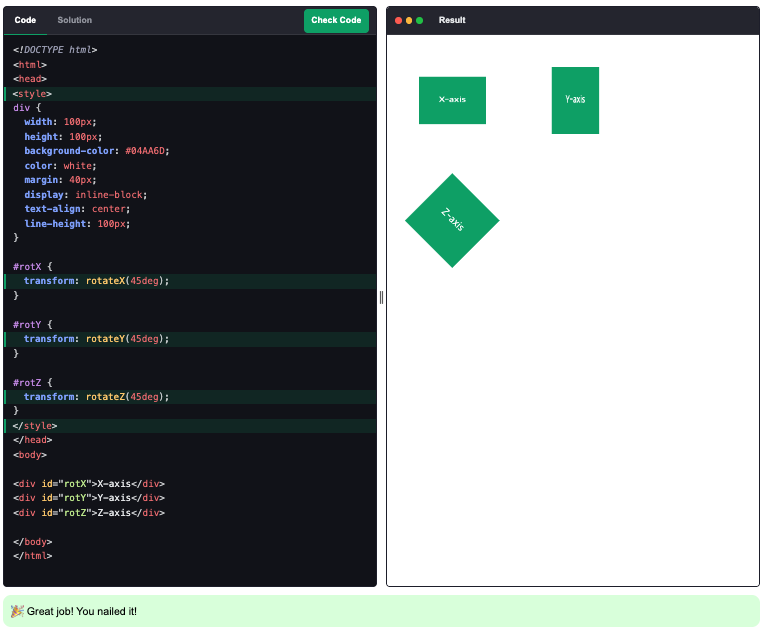 Code Solution Check Code
<!DOCTYPE html>
<html>
<head>
<style>
div {
  width: 100px;
  height: 100px;
  background-color: #04AA6D;
  color: white;
  margin: 40px;
  display: inline-block;
  text-align: center;
  line-height: 100px;
}

#rotX {
  transform: rotateX(45deg);
}

#rotY {
  transform: rotateY(45deg);
}

#rotZ {
  transform: rotateZ(45deg);
}
</style>
</head>
<body>

<div id="rotX">X-axis</div>
<div id="rotY">Y-axis</div>
<div id="rotZ">Z-axis</div>

</body>
</html>
Result
X-axis
Y-axis
Z-axis
🎉 Great job! You nailed it!